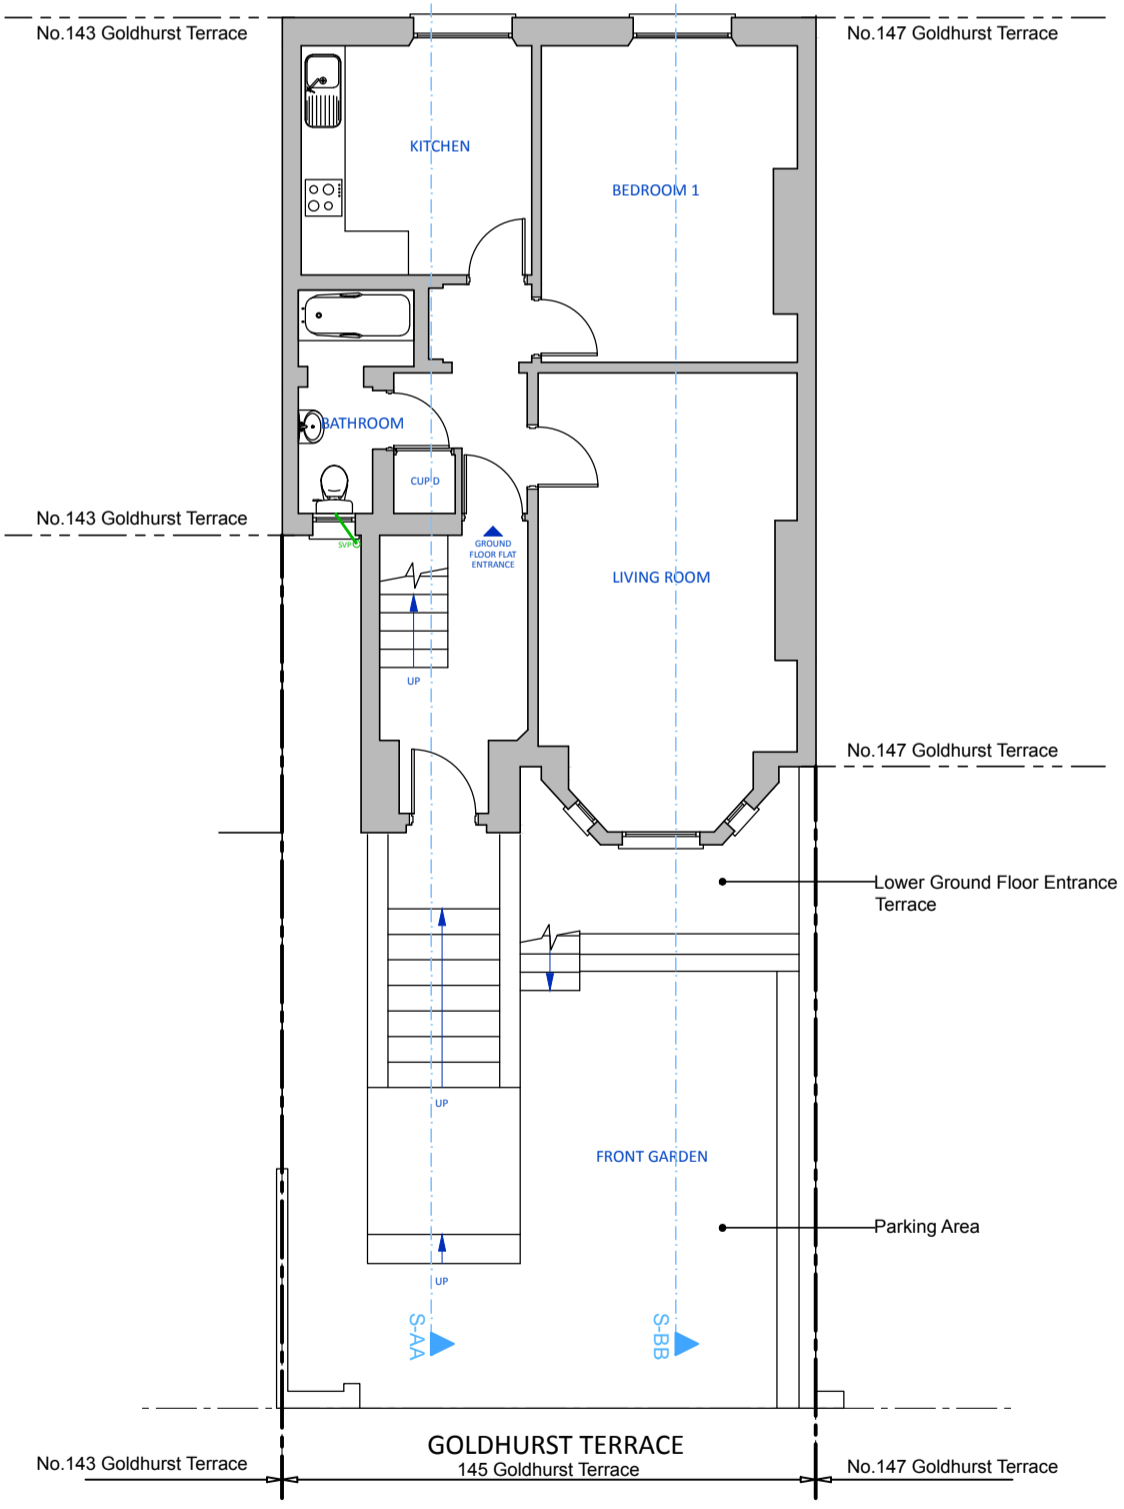 No.143 Goldhurst Terrace
No.147 Goldhurst Terrace
KITCHEN
BEDROOM 1
BATHROOM
CUP'D
No.143 Goldhurst Terrace
SVP
GROUND
FLOOR FLAT
ENTRANCE
LIVING ROOM
UP
No.147 Goldhurst Terrace
Lower Ground Floor Entrance
Terrace
UP
FRONT GARDEN
Parking Area
UP
S-AA
S-BB
GOLDHURST TERRACE
145 Goldhurst Terrace
No.143 Goldhurst Terrace
No.147 Goldhurst Terrace